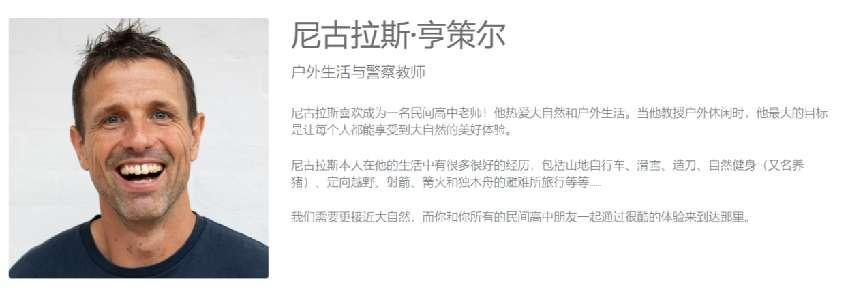 尼古拉斯·亨策尔
户外生活与警察教师
尼古拉斯喜欢成为一名民间高中老师！他热爱大自然和户外生活。当他教授户外休闲时，他最大的目标
是让每个人都能享受到大自然的美好体验。
尼古拉斯本人在他的生活中有很多很好的经历，包括山地自行车、滑雪、造刀、自然健身（又名养
猪）、定向越野、射箭、篝火和独木舟的避难所旅行等等……
我们需要更接近大自然，而你和你所有的民间高中朋友一起通过很酷的体验来到达那里。